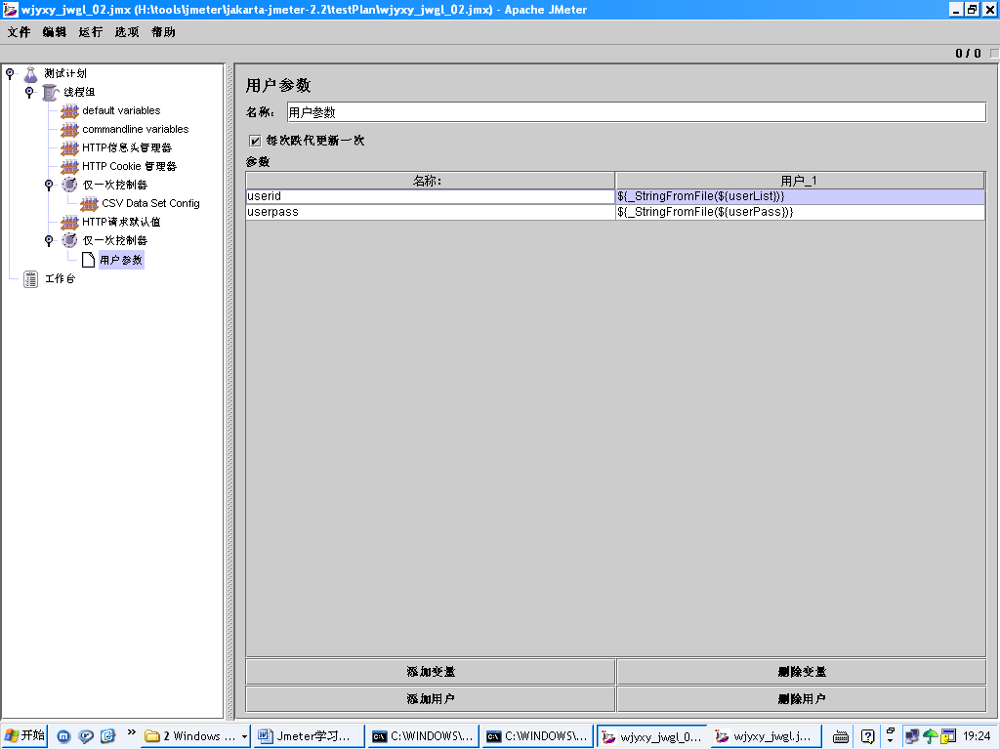 wjyxy_jwgl_02.jmx (H:\tools\jmeter\jakarta-jmeter-2.2\testPlan\wjyxy_jwgl_02.jmx) - Apache JMeter
文件 编辑 运行 选项 帮助
0 / 0
测试计划
线程组
default variables
commandline variables
HTTP信息头管理器
HTTP Cookie 管理器
仅一次控制器
CSV Data Set Config
HTTP请求默认值
仅一次控制器
用户参数
工作台
用户参数
名称: 用户参数
每次跌代更新一次
参数
名称: 用户_1
userid ${_StringFromFile(${userList})}
userpass ${_StringFromFile(${userPass})}
添加变量 删除变量
添加用户 删除用户
开始 2 Windows ... Jmeter学习... C:\WINDOWS\... C:\WINDOWS\... wjyxy_jwgl_0... wjyxy_jwgl.j... 19:24